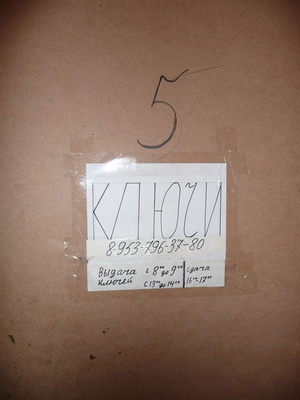 5
КЛЮЧИ
8-953-796-37-80
Выдача с 8⁰⁰ до 9⁰⁰ сдача
ключей с 13⁰⁰ до 14⁰⁰ 16⁰⁰-17⁰⁰